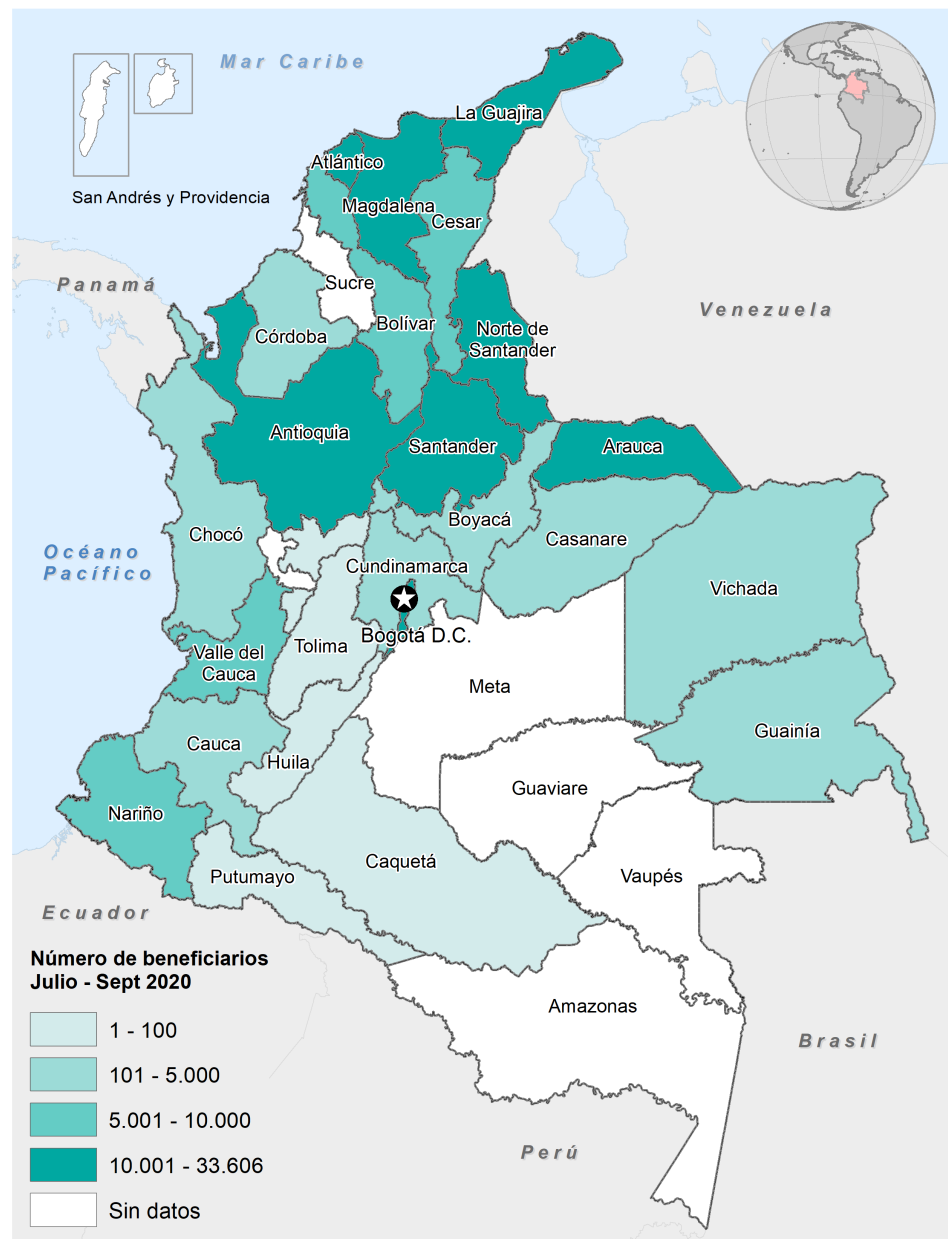 Mar Caribe
La Guajira
Atlántico
San Andrés y Providencia
Magdalena
Cesar
Panamá
Sucre
Venezuela
Bolívar
Córdoba
Norte de
Santander
Antioquia
Santander
Arauca
Boyacá
Chocó
Casanare
Océano
Pacífico
Cundinamarca
Vichada
Bogotá D.C.
Tolima
Valle del
Cauca
Meta
Guainía
Cauca
Huila
Guaviare
Nariño
Caquetá
Putumayo
Vaupés
Ecuador
Número de beneficiarios
Julio - Sept 2020
Amazonas
1 - 100
Brasil
101 - 5.000
5.001 - 10.000
Perú
10.001 - 33.606
Sin datos